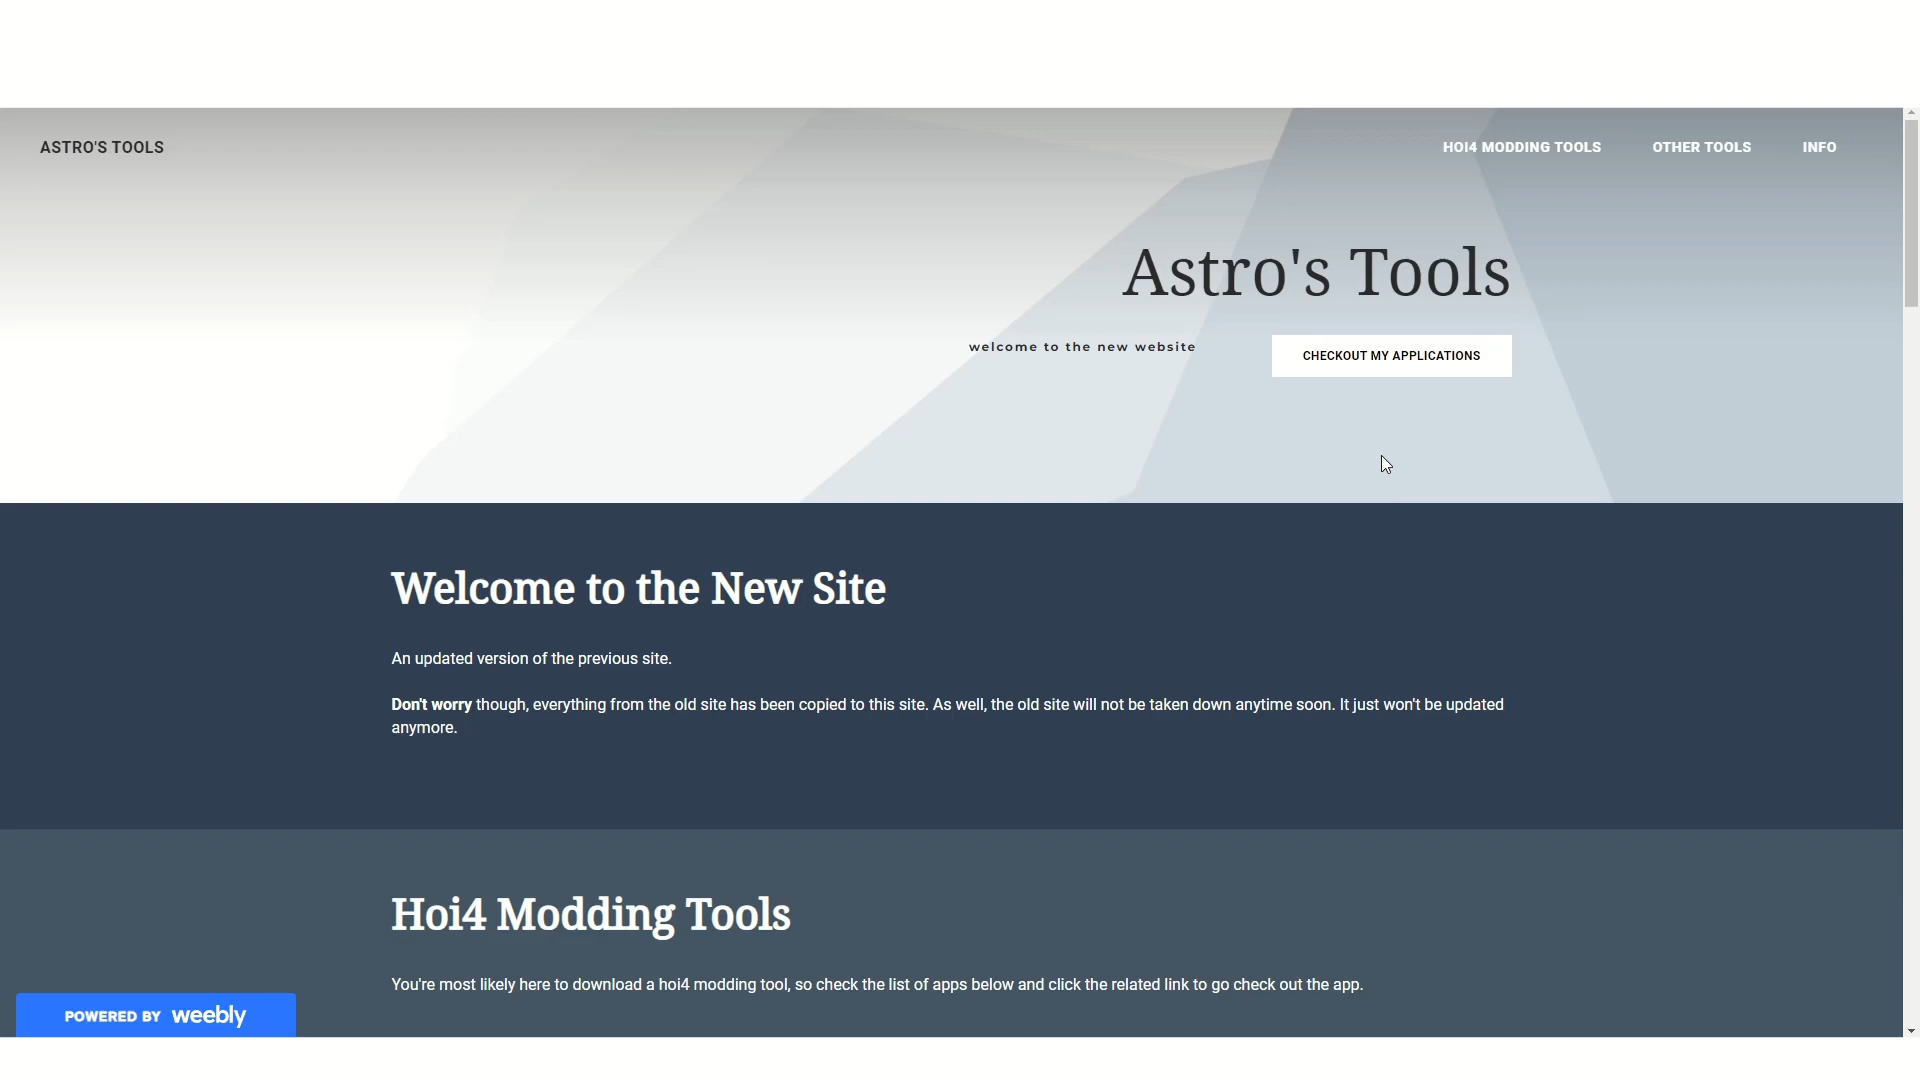 ASTRO'S TOOLS
HOI4 MODDING TOOLS OTHER TOOLS INFO
Astro's Tools
welcome to the new website
CHECKOUT MY APPLICATIONS
Welcome to the New Site
An updated version of the previous site.
Don't worry though, everything from the old site has been copied to this site. As well, the old site will not be taken down anytime soon. It just won't be updated
anymore.
Hoi4 Modding Tools
You're most likely here to download a hoi4 modding tool, so check the list of apps below and click the related link to go check out the app.
POWERED BY weebly